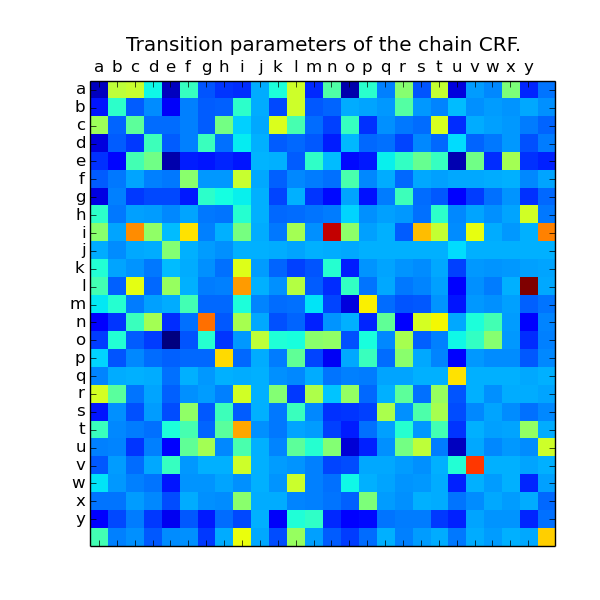 Transition parameters of the chain CRF.
a b c d e f g h i j k l m n o p q r s t u v w x y
a
b
c
d
e
f
g
h
i
j
k
l
m
n
o
p
q
r
s
t
u
v
w
x
y